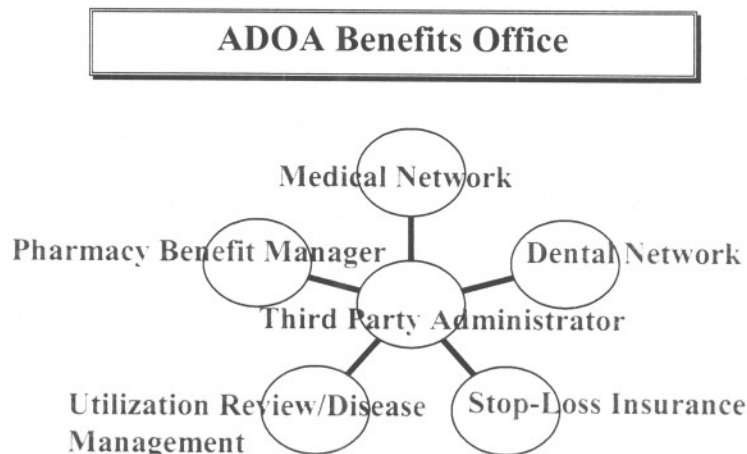 ADOA Benefits Office
Medical Network
Pharmacy Benefit Manager
Dental Network
Third Party Administrator
Utilization Review/Disease
Management
Stop-Loss Insurance